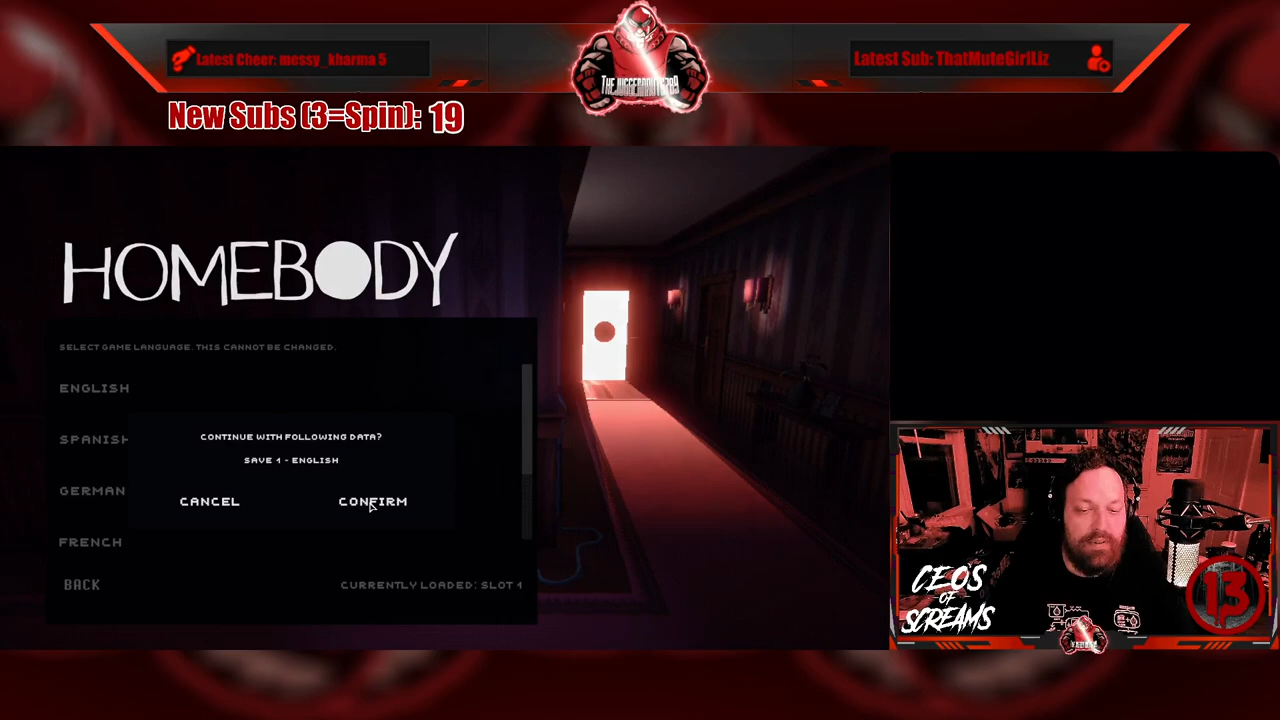 Latest Cheer: messy_kharma 5
THEJUGGERNAUT6789
Latest Sub: ThatMuteGirlLiz
New Subs (3=Spin): 19
HOMEBODY
SELECT GAME LANGUAGE. THIS CANNOT BE CHANGED.
ENGLISH
SPANISH
GERMAN
FRENCH
CONTINUE WITH FOLLOWING DATA?
SAVE 1 - ENGLISH
CANCEL
CONFIRM
BACK
CURRENTLY LOADED: SLOT 1
CEO'S
OF
SCREAMS
13